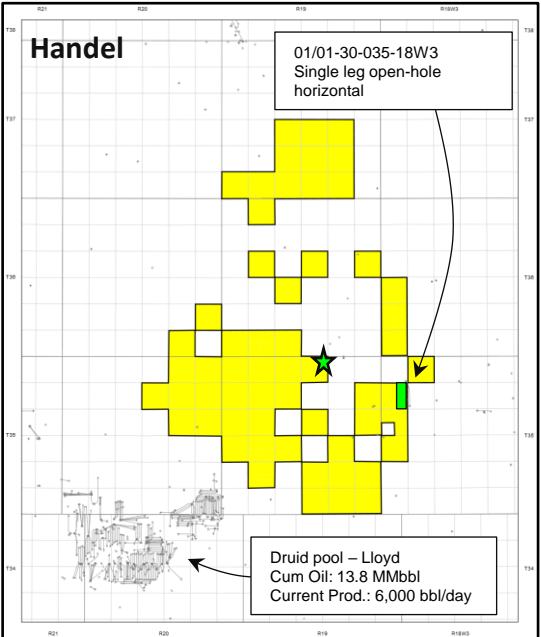 R21 R20 R19 R18W3
T38 T38
Handel
01/01-30-035-18W3
Single leg open-hole
horizontal
T37 T37
T36 T36
T35 T35
Druid pool – Lloyd
Cum Oil: 13.8 MMbbl
Current Prod.: 6,000 bbl/day
T34 T34
R21 R20 R19 R18W3